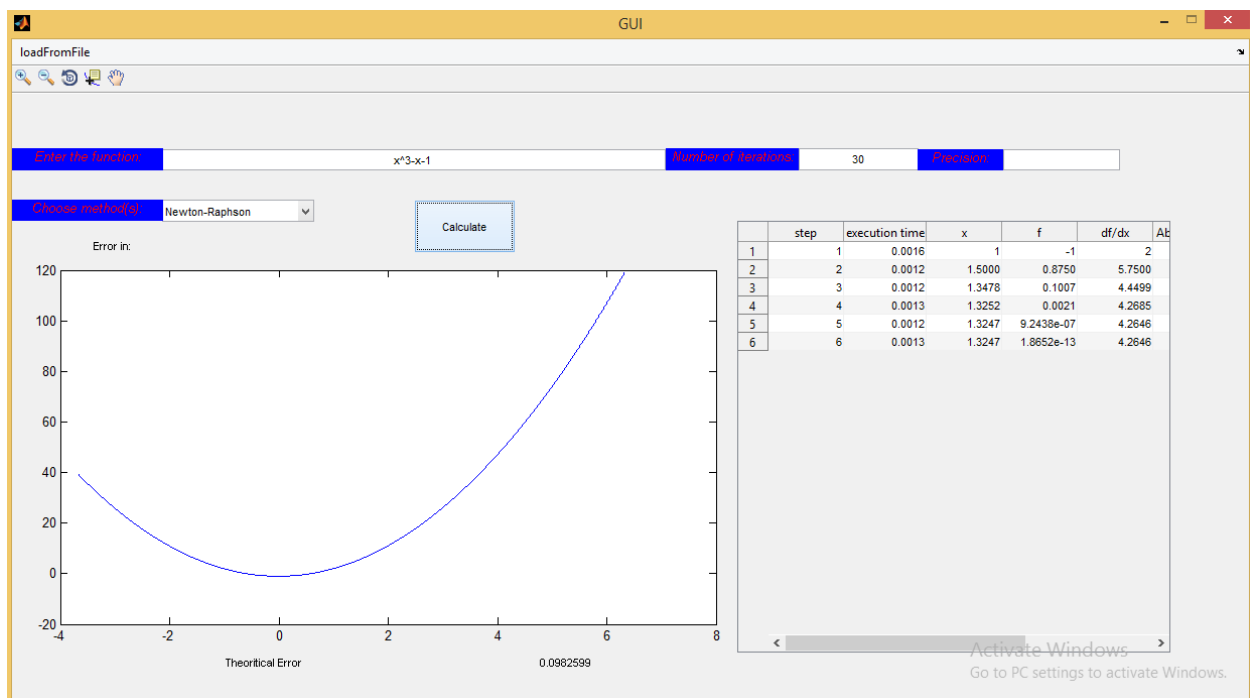 GUI
loadFromFile
Enter the function: x^3-x-1 Number of iterations: 30 Precision:
Choose method(s): Newton-Raphson
Calculate
Error in:
step execution time x f df/dx Ab
1 1 0.0016 1 -1 2
2 2 0.0012 1.5000 0.8750 5.7500
3 3 0.0012 1.3478 0.1007 4.4499
4 4 0.0013 1.3252 0.0021 4.2685
5 5 0.0012 1.3247 9.2438e-07 4.2646
6 6 0.0013 1.3247 1.8652e-13 4.2646
120
100
80
60
40
20
0
-20
-4 -2 0 2 4 6 8
Theoritical Error 0.0982599
Activate Windows
Go to PC settings to activate Windows.